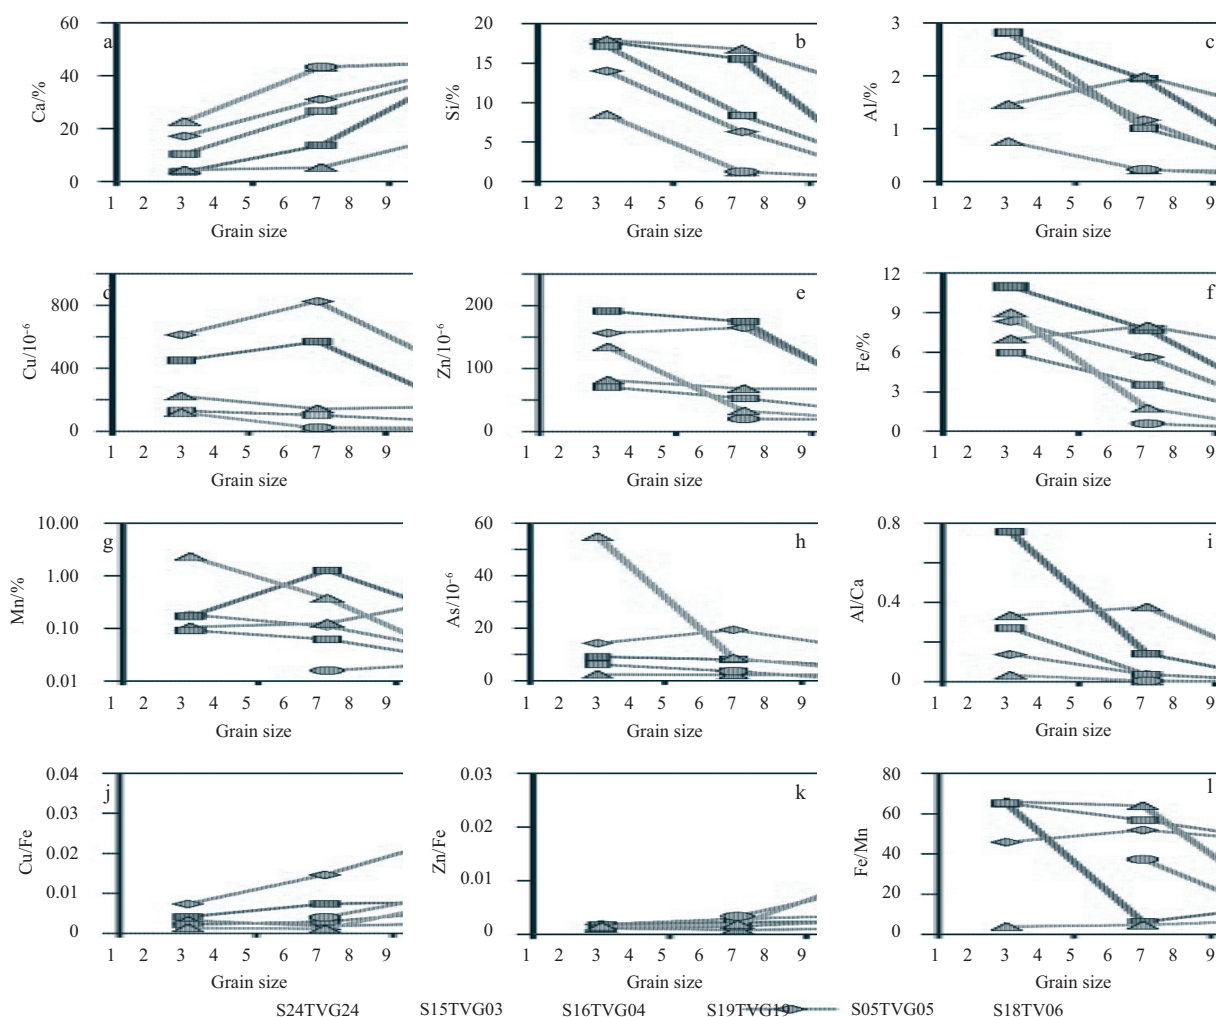 60
40
20
0
Ca/%
a
1 2 3 4 5 6 7 8 9
Grain size
20
15
10
5
0
Si/%
b
1 2 3 4 5 6 7 8 9
Grain size
3
2
1
0
Al/%
c
1 2 3 4 5 6 7 8 9
Grain size
800
400
0
Cu/10⁻⁶
1 2 3 4 5 6 7 8 9
Grain size
200
100
0
Zn/10⁻⁶
e
1 2 3 4 5 6 7 8 9
Grain size
12
9
6
3
0
Fe/%
f
1 2 3 4 5 6 7 8 9
Grain size
10.00
1.00
0.10
0.01
Mn/%
g
1 2 3 4 5 6 7 8 9
Grain size
60
40
20
0
As/10⁻⁶
h
1 2 3 4 5 6 7 8 9
Grain size
0.8
0.4
0
Al/Ca
i
1 2 3 4 5 6 7 8 9
Grain size
0.04
0.03
0.02
0.01
0
Cu/Fe
j
1 2 3 4 5 6 7 8 9
Grain size
0.03
0.02
0.01
0
Zn/Fe
k
1 2 3 4 5 6 7 8 9
Grain size
80
60
40
20
0
Fe/Mn
l
1 2 3 4 5 6 7 8 9
Grain size
S24TVG24 S15TVG03 S16TVG04 S19TVG19 S05TVG05 S18TV06